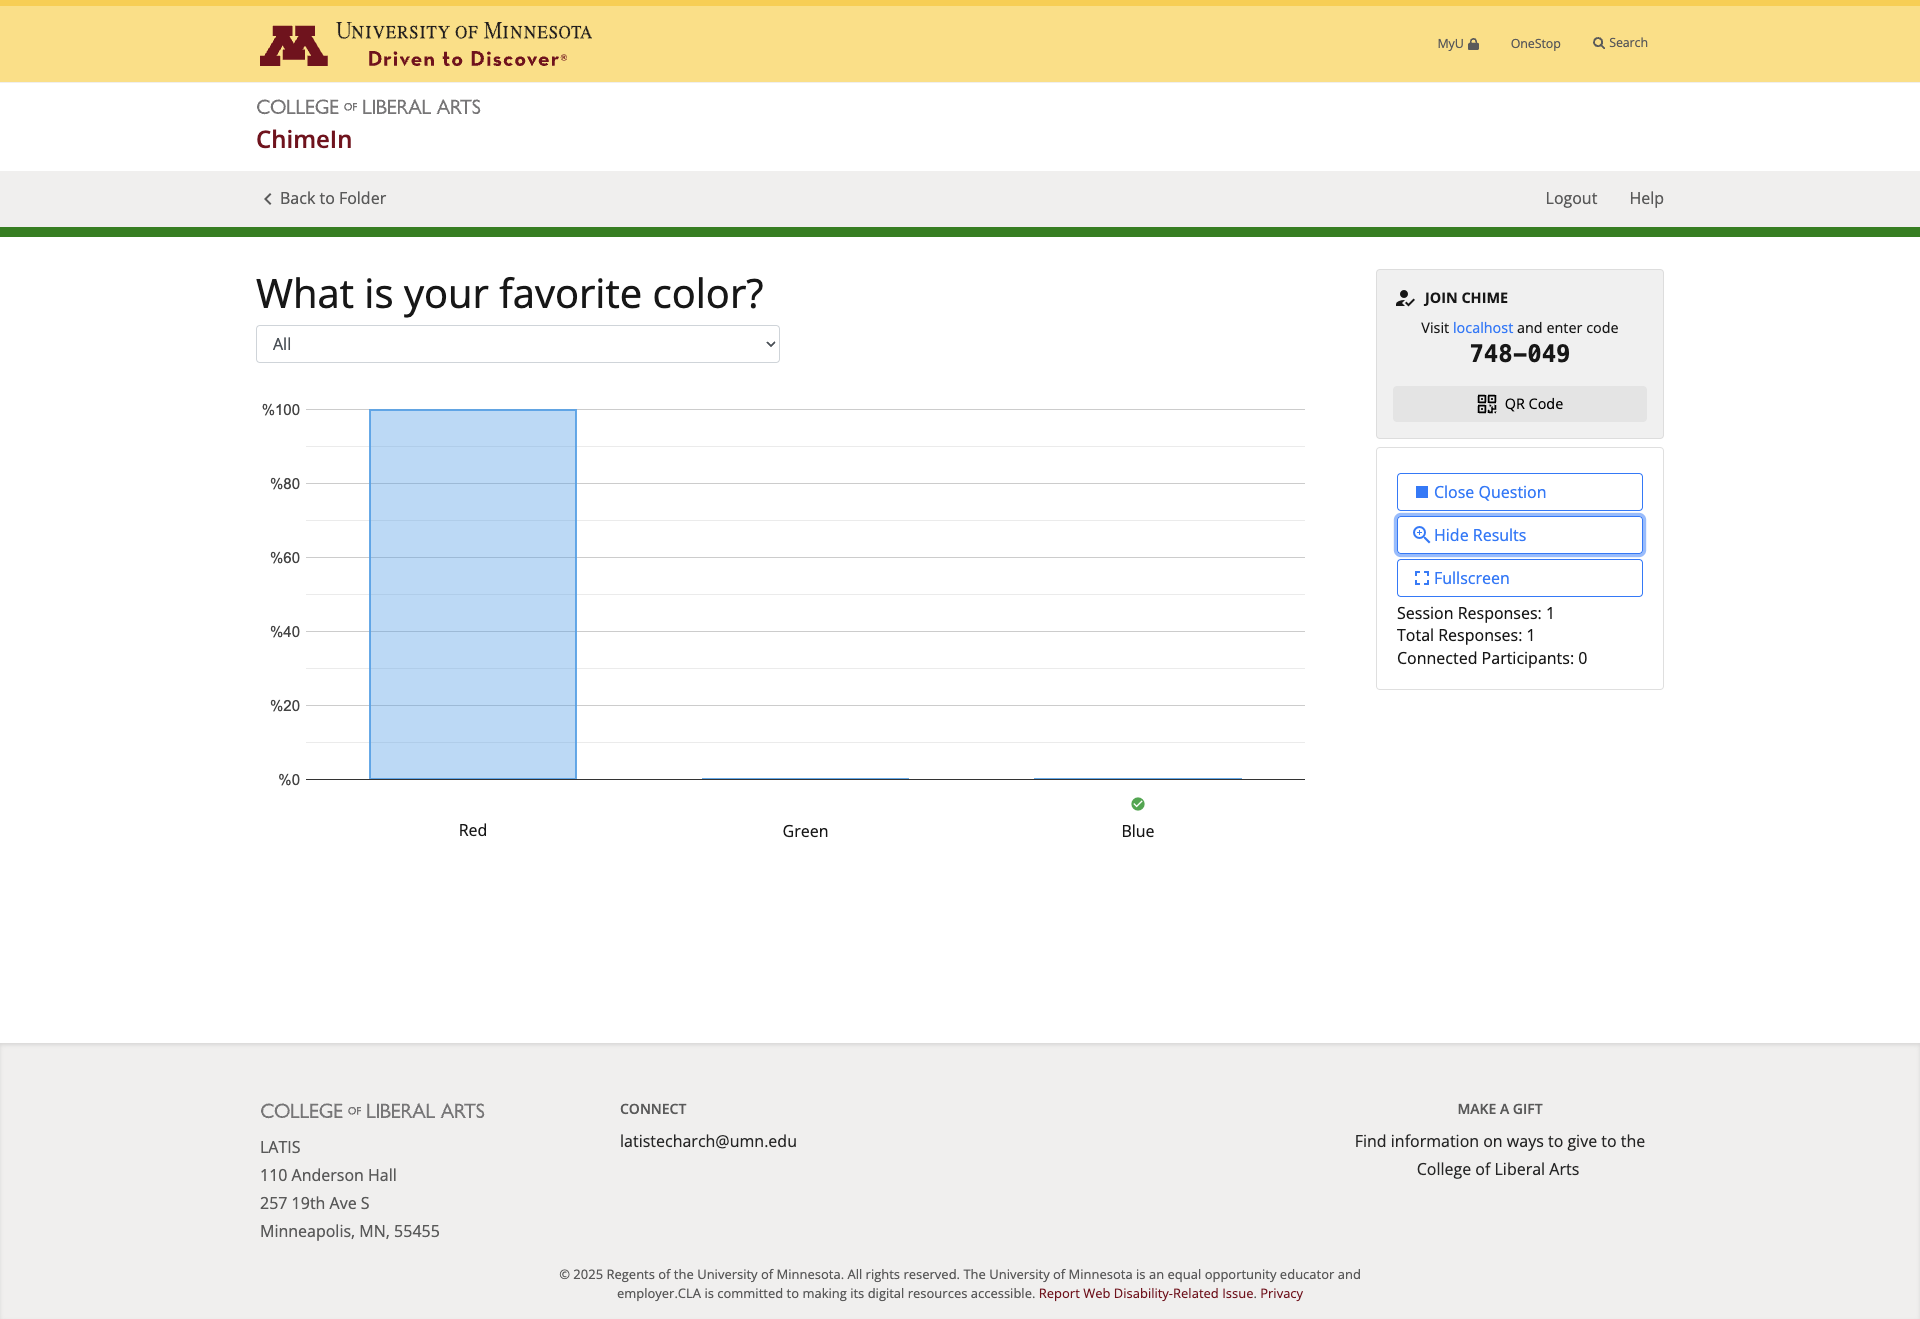 UNIVERSITY OF MINNESOTA
Driven to Discover®
MyU
OneStop
Search
COLLEGE OF LIBERAL ARTS
ChimeIn
Back to Folder
Logout
Help
What is your favorite color?
All
%100
%80
%60
%40
%20
%0
Red
Green
Blue
JOIN CHIME
Visit localhost and enter code
748–049
QR Code
Close Question
Hide Results
Fullscreen
Session Responses: 1
Total Responses: 1
Connected Participants: 0
COLLEGE OF LIBERAL ARTS
LATIS
110 Anderson Hall
257 19th Ave S
Minneapolis, MN, 55455
CONNECT
latistecharch@umn.edu
MAKE A GIFT
Find information on ways to give to the
College of Liberal Arts
© 2025 Regents of the University of Minnesota. All rights reserved. The University of Minnesota is an equal opportunity educator and
employer.CLA is committed to making its digital resources accessible. Report Web Disability-Related Issue. Privacy